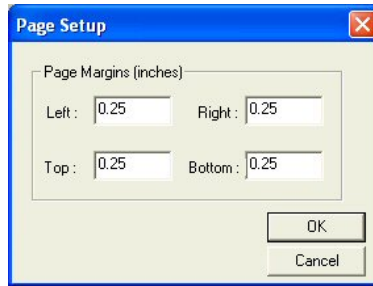 Page Setup
Page Margins (inches)
Left : 0.25 Right : 0.25
Top : 0.25 Bottom : 0.25
OK
Cancel